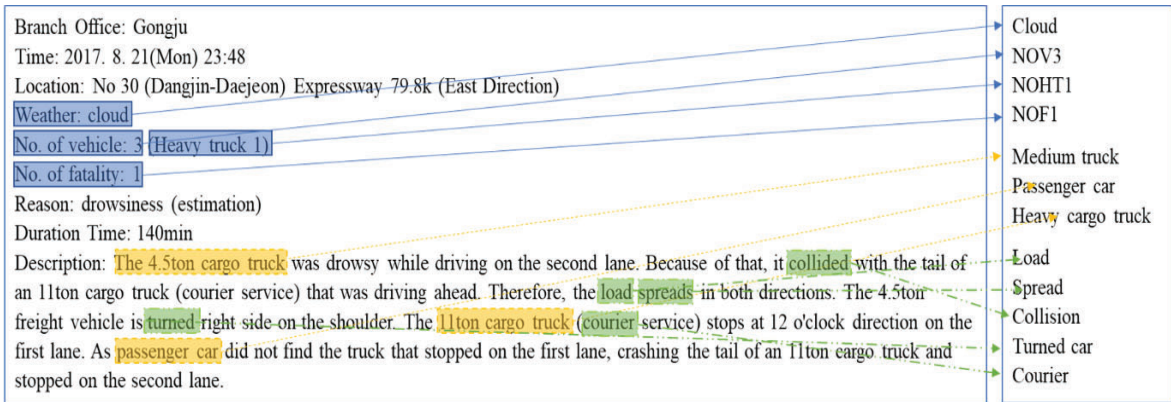 Branch Office: Gongju
Time: 2017. 8. 21(Mon) 23:48
Location: No 30 (Dangjin-Daejeon) Expressway 79.8k (East Direction)
Weather: cloud
No. of vehicle: 3 (Heavy truck 1)
No. of fatality: 1
Reason: drowsiness (estimation)
Duration Time: 140min
Description: The 4.5ton cargo truck was drowsy while driving on the second lane. Because of that, it collided with the tail of
an 11ton cargo truck (courier service) that was driving ahead. Therefore, the load spreads in both directions. The 4.5ton
freight vehicle is turned right side on the shoulder. The 11ton cargo truck (courier service) stops at 12 o'clock direction on the
first lane. As passenger car did not find the truck that stopped on the first lane, crashing the tail of an 11ton cargo truck and
stopped on the second lane.
Cloud
NOV3
NOHT1
NOF1
Medium truck
Passenger car
Heavy cargo truck
Load
Spread
Collision
Turned car
Courier